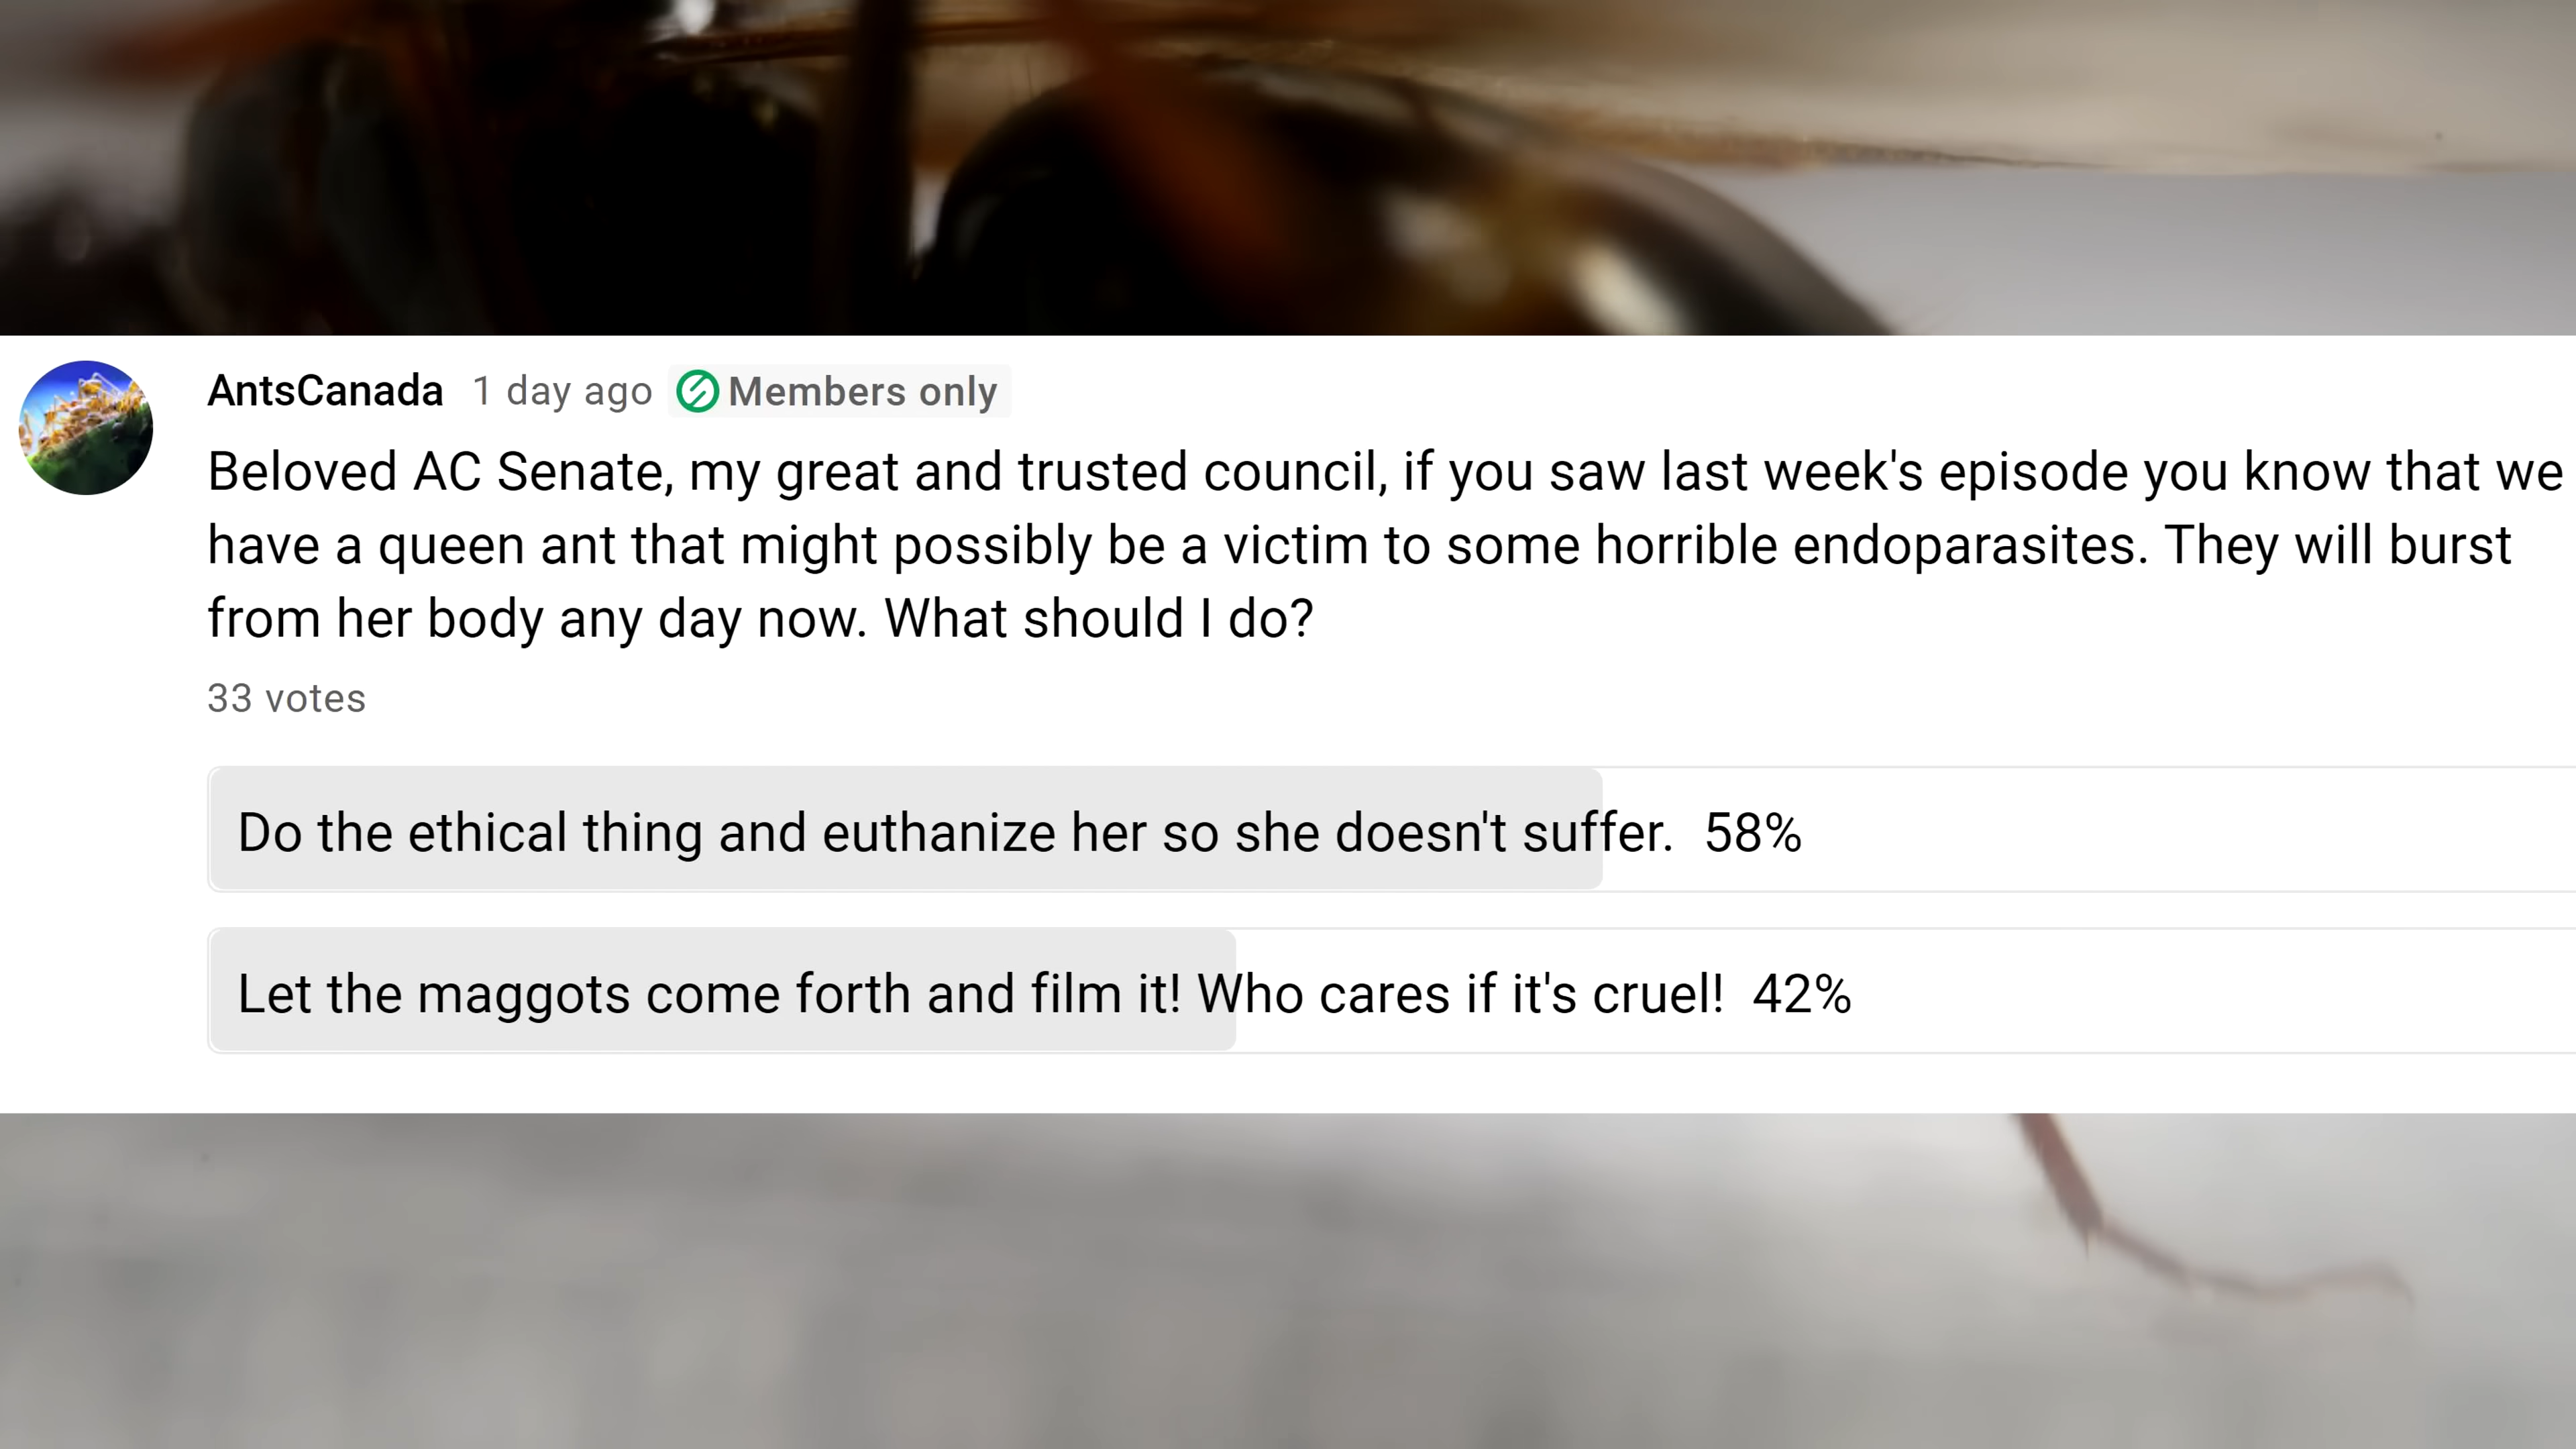 AntsCanada 1 day ago Members only
Beloved AC Senate, my great and trusted council, if you saw last week's episode you know that we
have a queen ant that might possibly be a victim to some horrible endoparasites. They will burst
from her body any day now. What should I do?
33 votes
Do the ethical thing and euthanize her so she doesn't suffer. 58%
Let the maggots come forth and film it! Who cares if it's cruel! 42%